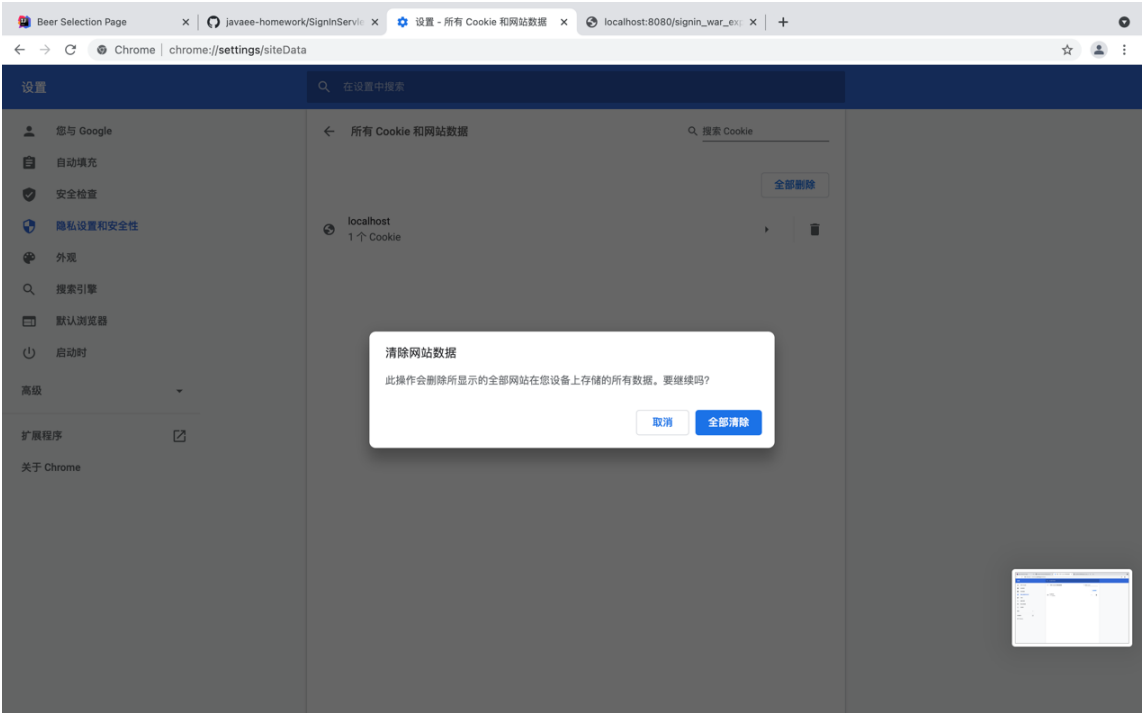 Beer Selection Page
javaee-homework/SignInServle
设置 - 所有 Cookie 和网站数据
localhost:8080/signin_war_exp
Chrome | chrome://settings/siteData
设置
在设置中搜索
您与 Google
自动填充
安全检查
隐私设置和安全性
外观
搜索引擎
默认浏览器
启动时
高级
扩展程序
关于 Chrome
所有 Cookie 和网站数据
搜索 Cookie
全部删除
localhost
1 个 Cookie
清除网站数据
此操作会删除所显示的全部网站在您设备上存储的所有数据。要继续吗?
取消
全部清除